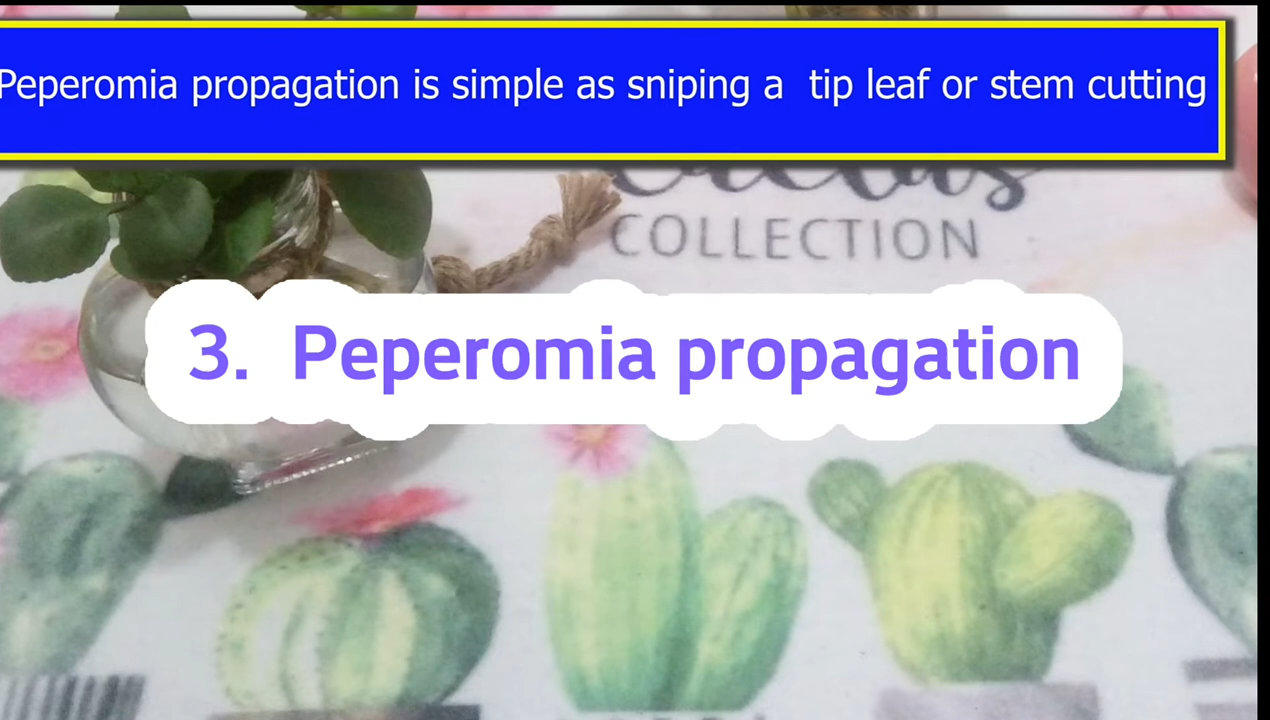 Peperomia propagation is simple as sniping a  tip leaf or stem cutting
COLLECTION
3.  Peperomia propagation